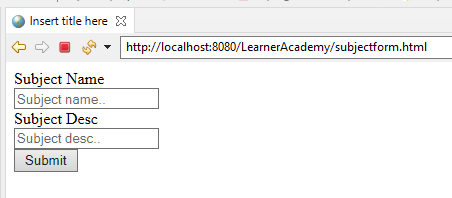 Insert title here
http://localhost:8080/LearnerAcademy/subjectform.html
Subject Name
Subject name..
Subject Desc
Subject desc..
Submit